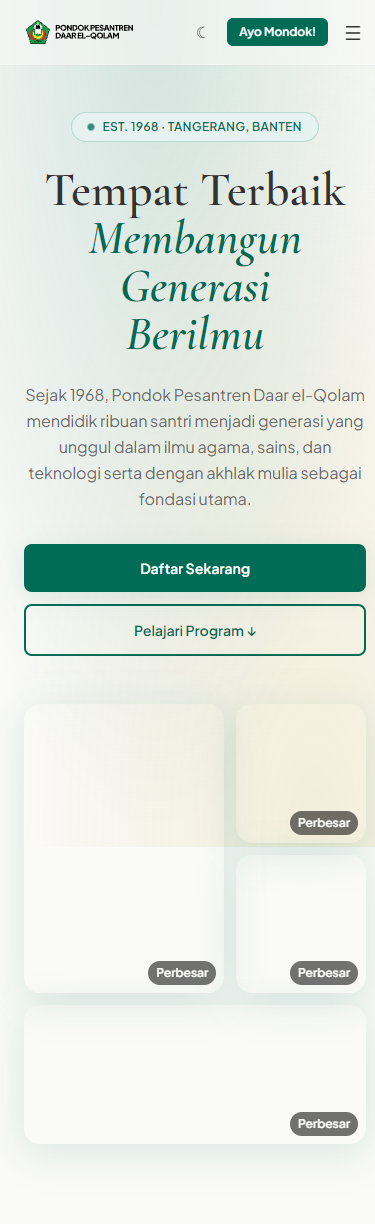 PONDOK PESANTREN
DAAR EL-QOLAM
Ayo Mondok!
EST. 1968 · TANGERANG, BANTEN
Tempat Terbaik
Membangun
Generasi
Berilmu
Sejak 1968, Pondok Pesantren Daar el-Qolam
mendidik ribuan santri menjadi generasi yang
unggul dalam ilmu agama, sains, dan
teknologi serta dengan akhlak mulia sebagai
fondasi utama.
Daftar Sekarang
Pelajari Program ↓
Perbesar
Perbesar
Perbesar
Perbesar